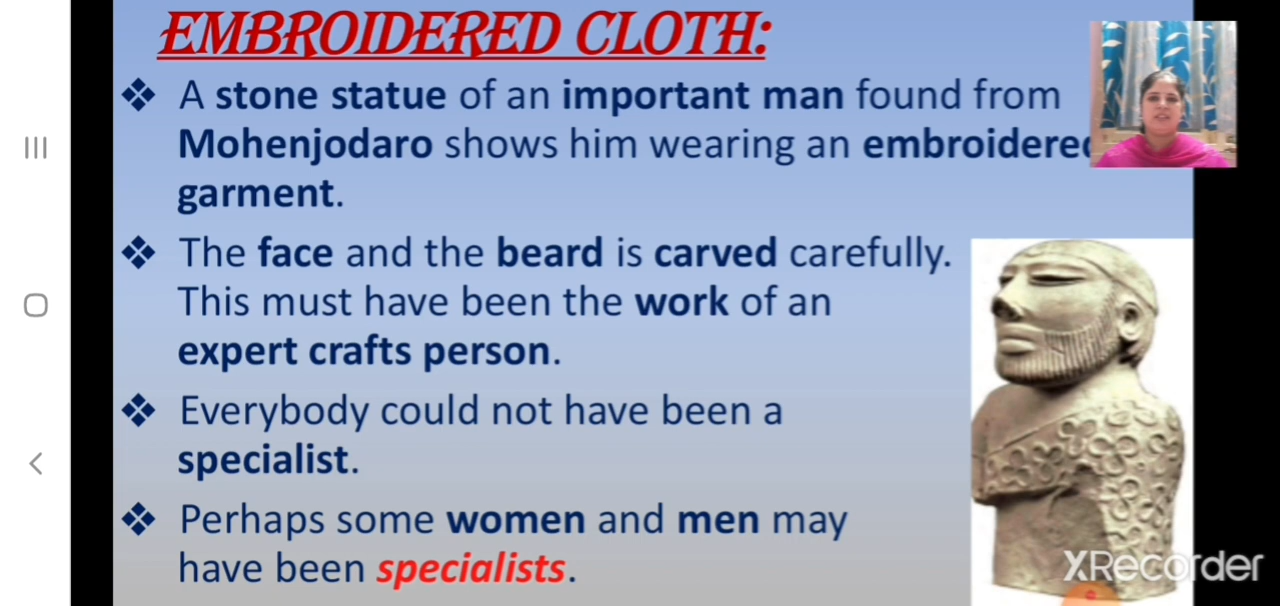 EMBROIDERED CLOTH:
❖ A stone statue of an important man found from
Mohenjodaro shows him wearing an embroidered
garment.
❖ The face and the beard is carved carefully.
This must have been the work of an
expert crafts person.
❖ Everybody could not have been a
specialist.
❖ Perhaps some women and men may
have been specialists.
XRecorder